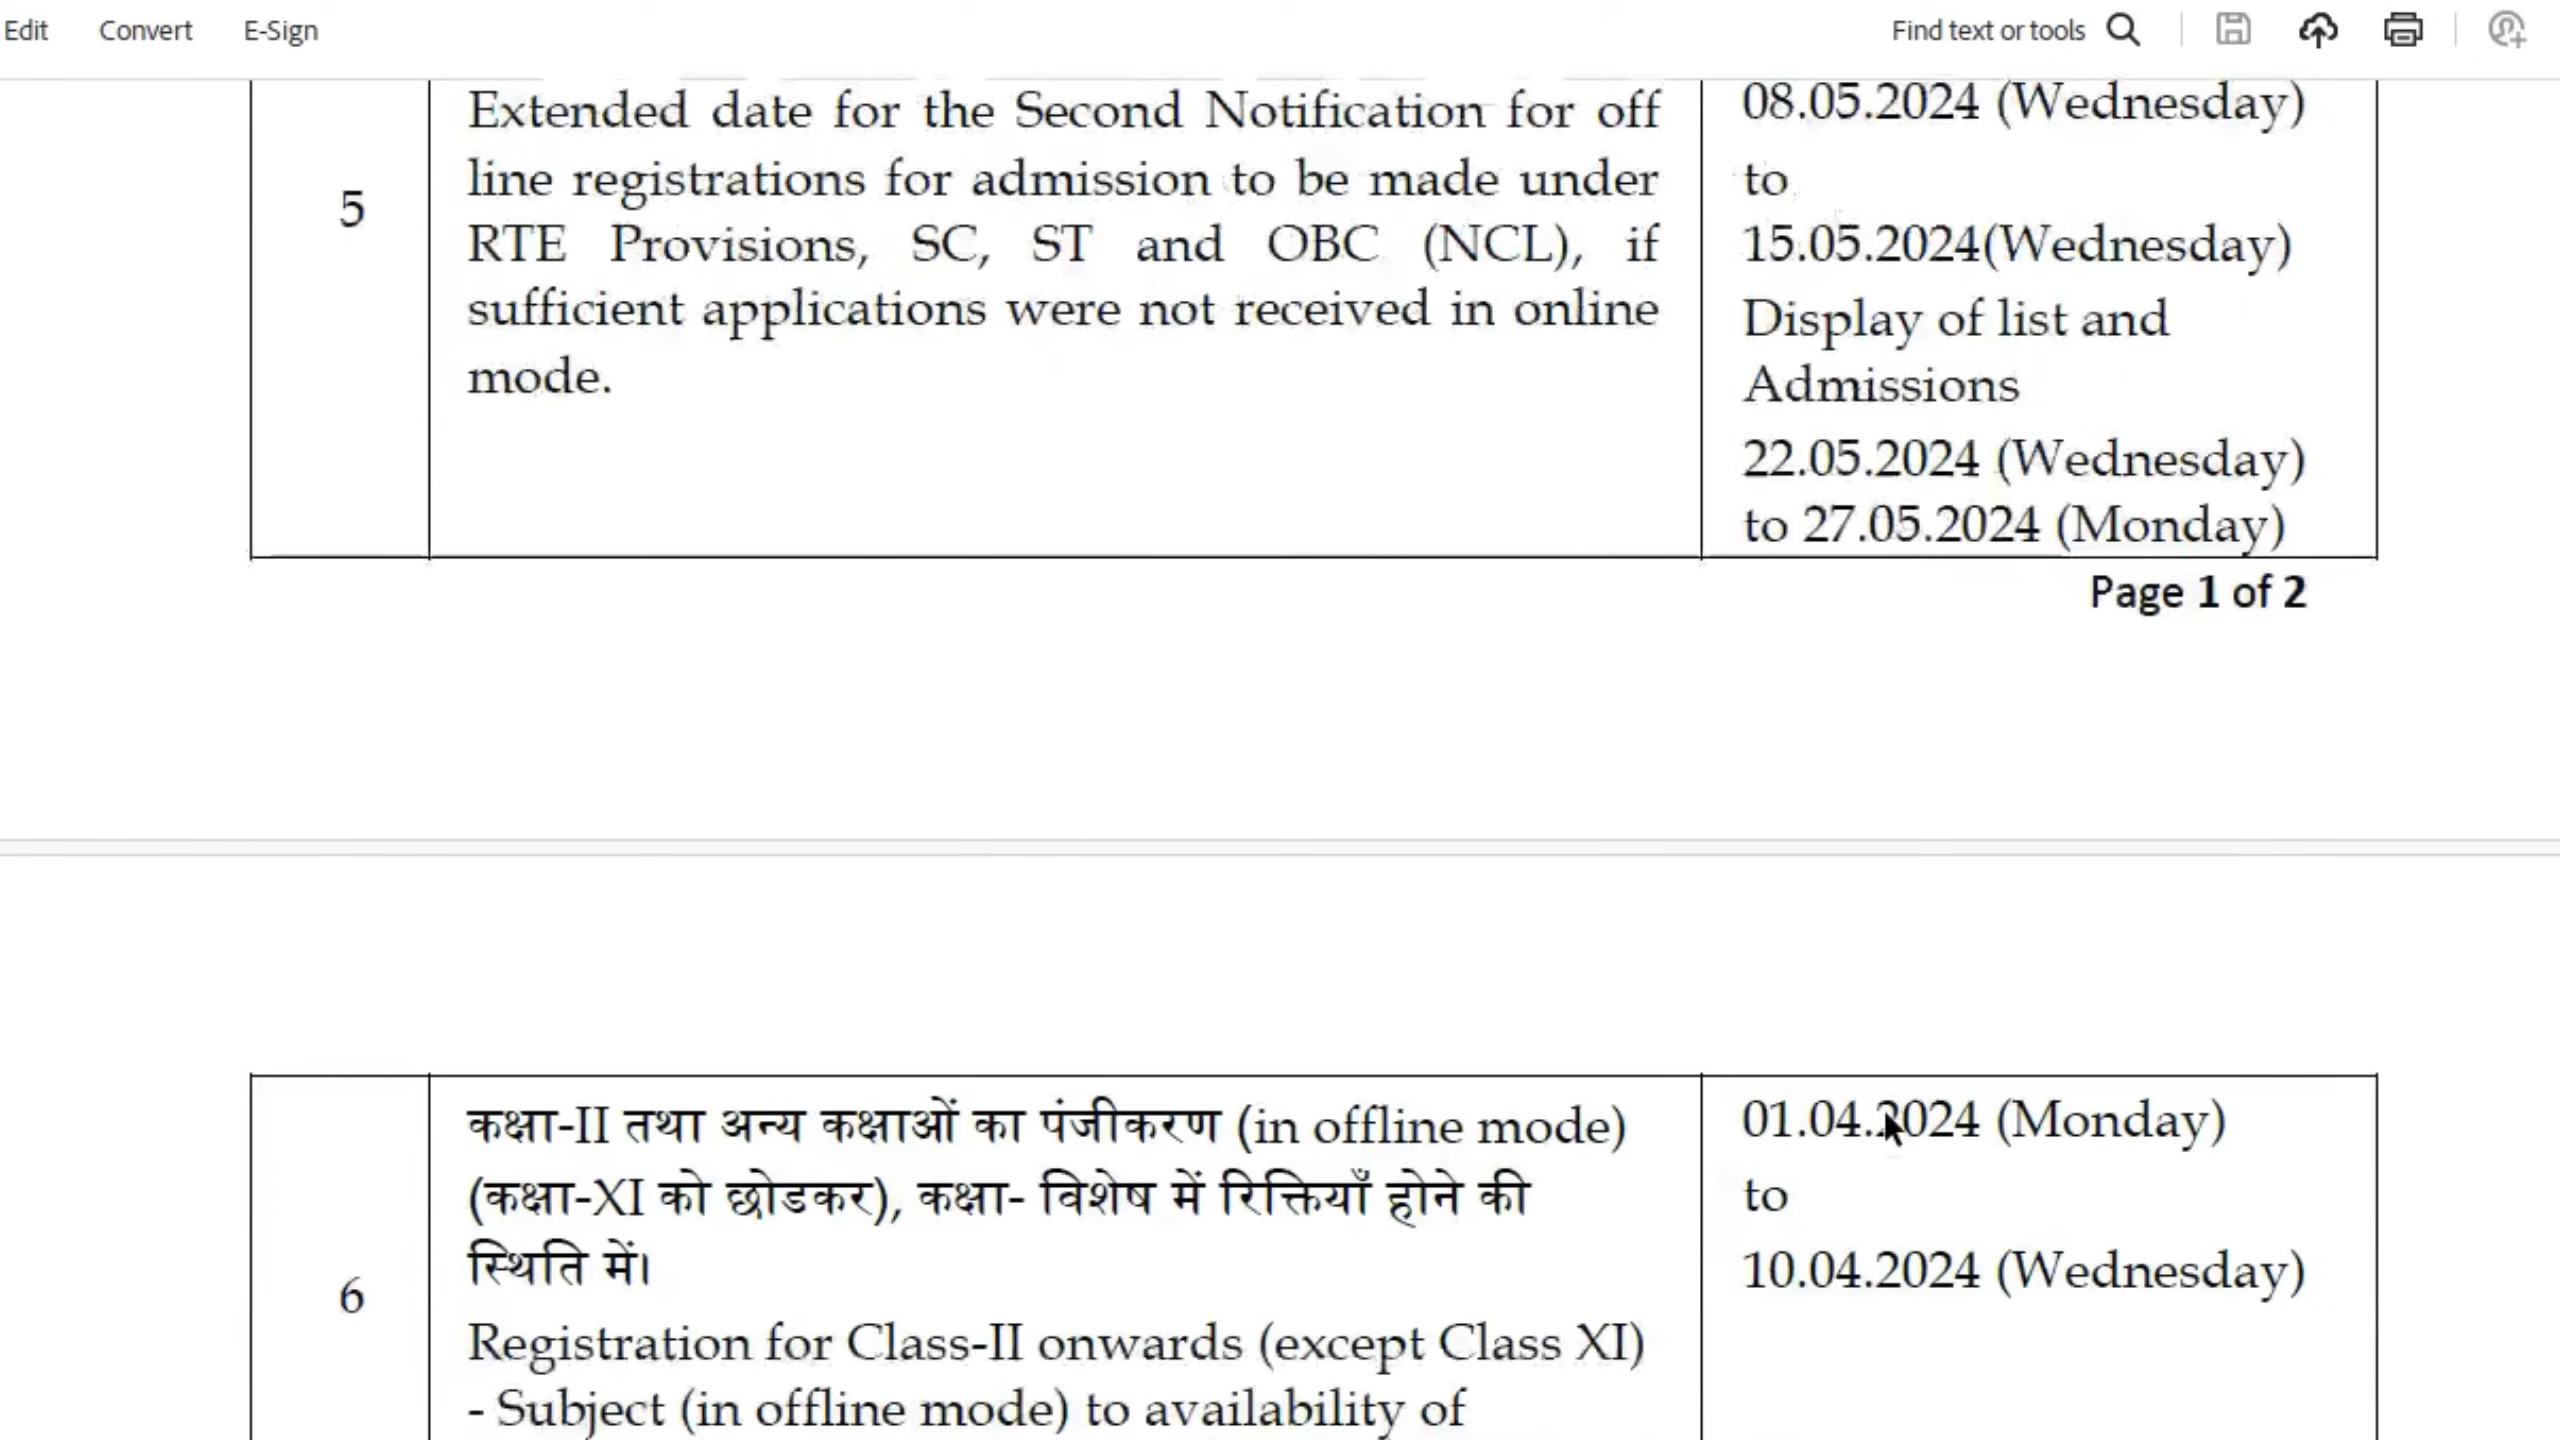 Edit Convert E-Sign Find text or tools
5
Extended date for the Second Notification for off
line registrations for admission to be made under
RTE Provisions, SC, ST and OBC (NCL), if
sufficient applications were not received in online
mode.
08.05.2024 (Wednesday)
to
15.05.2024(Wednesday)
Display of list and
Admissions
22.05.2024 (Wednesday)
to 27.05.2024 (Monday)
Page 1 of 2
6
कक्षा-II तथा अन्य कक्षाओं का पंजीकरण (in offline mode)
(कक्षा-XI को छोडकर), कक्षा- विशेष में रिक्तियाँ होने की
स्थिति में।
Registration for Class-II onwards (except Class XI)
- Subject (in offline mode) to availability of
01.04.2024 (Monday)
to
10.04.2024 (Wednesday)